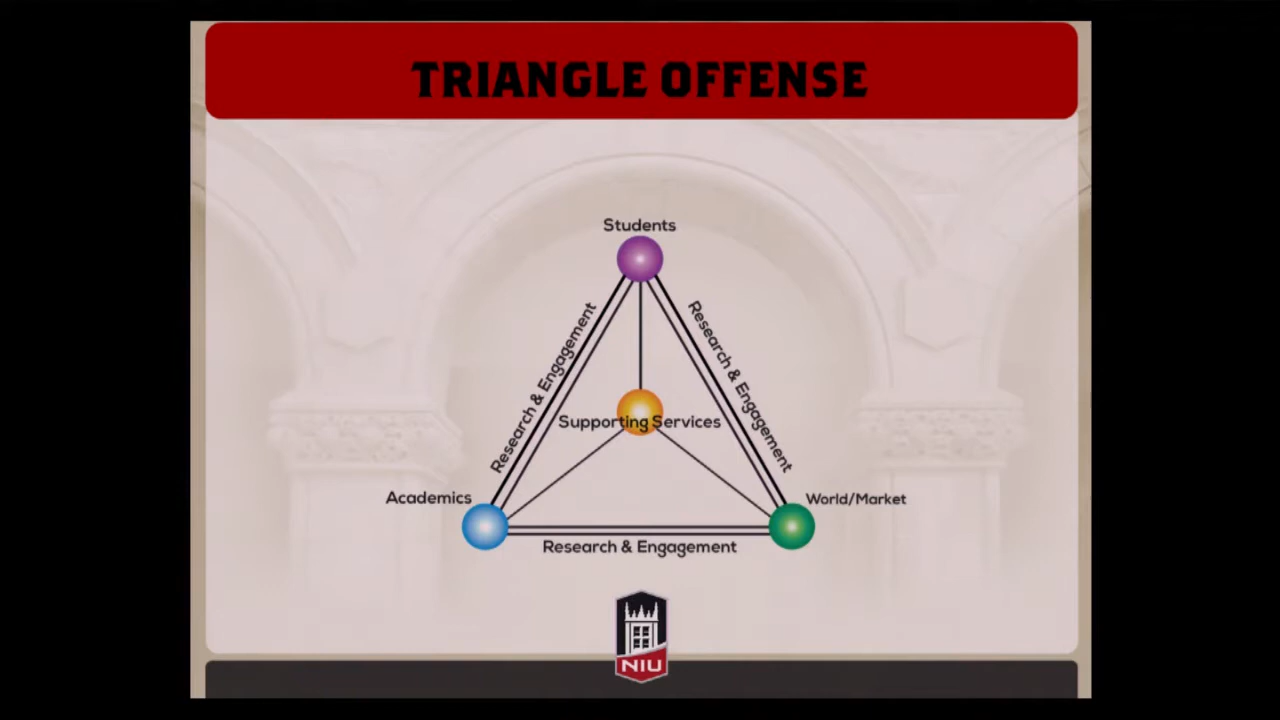 TRIANGLE OFFENSE
Students
Research & Engagement
Research & Engagement
Supporting Services
Academics
World/Market
Research & Engagement
NIU